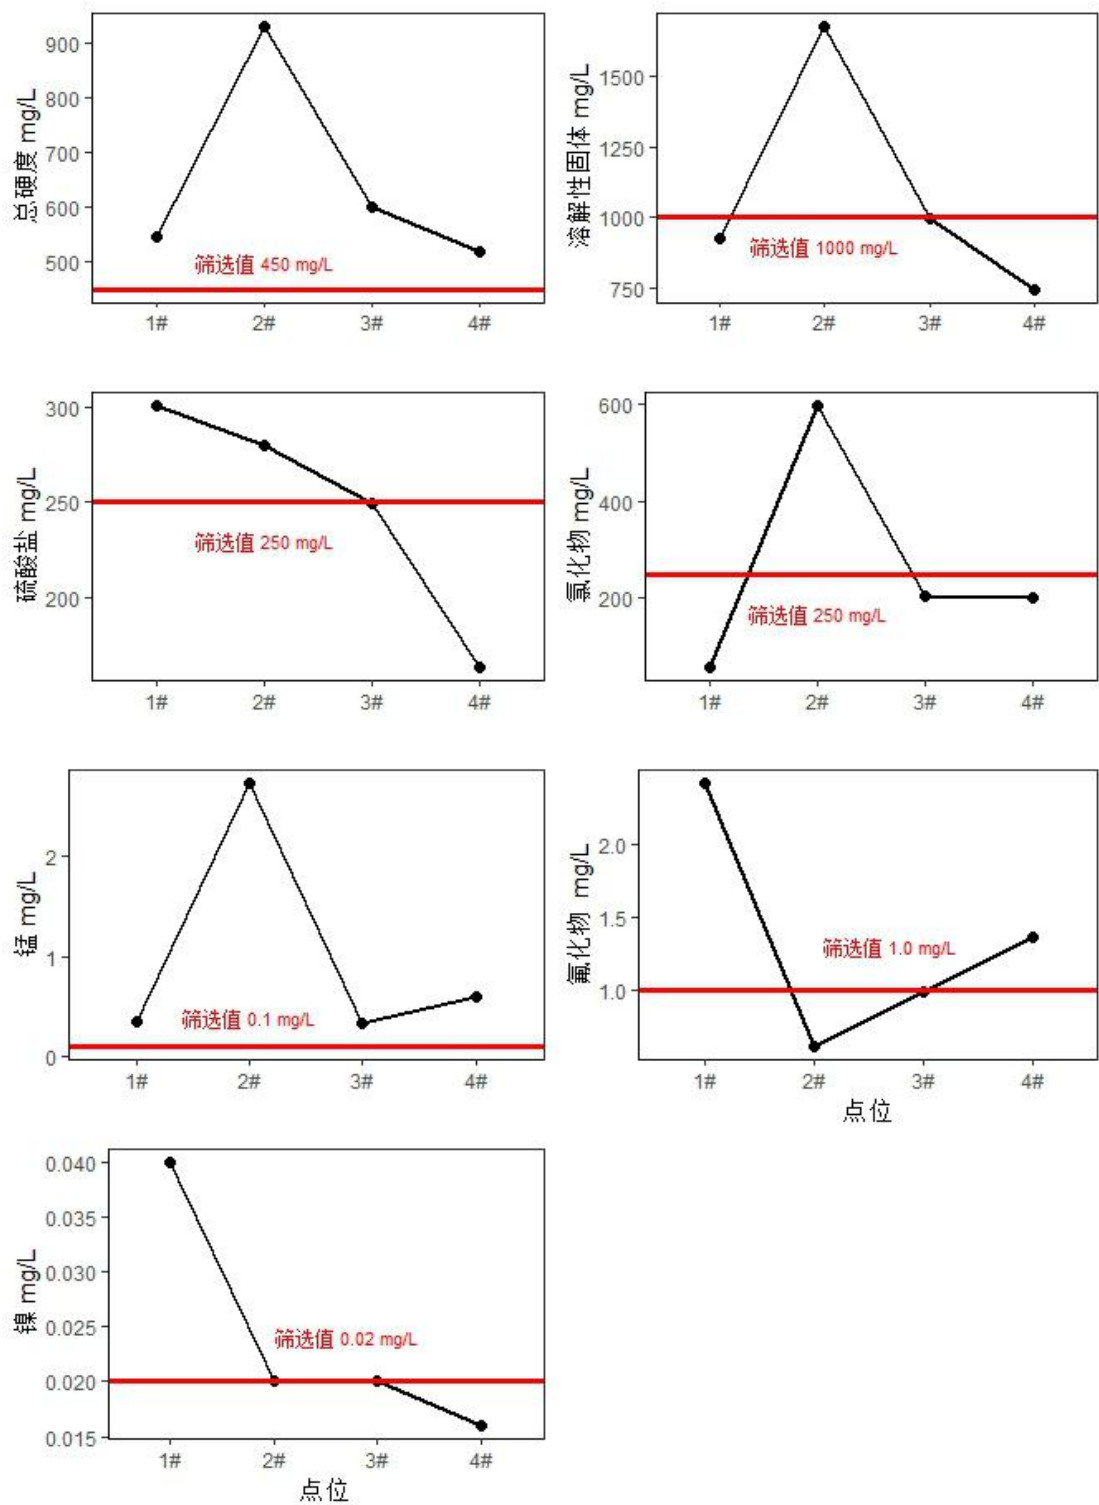 总硬度 mg/L
900
800
700
600
500
筛选值 450 mg/L
1# 2# 3# 4#
溶解性固体 mg/L
1500
1250
1000
750
筛选值 1000 mg/L
1# 2# 3# 4#
硫酸盐 mg/L
300
250
200
筛选值 250 mg/L
1# 2# 3# 4#
氯化物 mg/L
600
400
200
筛选值 250 mg/L
1# 2# 3# 4#
锰 mg/L
2
1
0
筛选值 0.1 mg/L
1# 2# 3# 4#
氟化物 mg/L
2.0
1.5
1.0
筛选值 1.0 mg/L
1# 2# 3# 4#
点位
镍 mg/L
0.040
0.035
0.030
0.025
0.020
0.015
筛选值 0.02 mg/L
1# 2# 3# 4#
点位